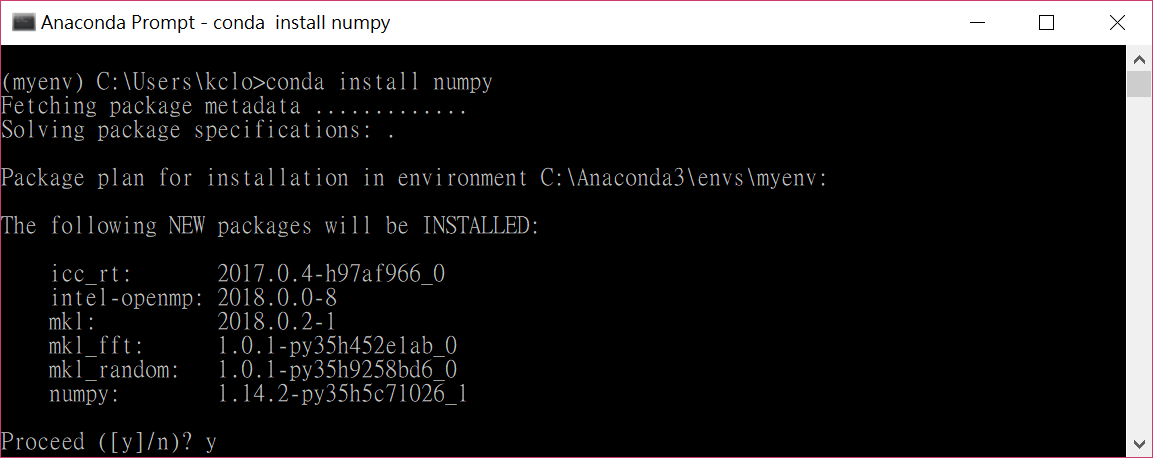 Anaconda Prompt - conda  install numpy
(myenv) C:\Users\kclo>conda install numpy
Fetching package metadata .............
Solving package specifications: .
Package plan for installation in environment C:\Anaconda3\envs\myenv:
The following NEW packages will be INSTALLED:
    icc_rt:       2017.0.4-h97af966_0
    intel-openmp: 2018.0.0-8
    mkl:          2018.0.2-1
    mkl_fft:      1.0.1-py35h452e1ab_0
    mkl_random:   1.0.1-py35h9258bd6_0
    numpy:        1.14.2-py35h5c71026_1
Proceed ([y]/n)? y